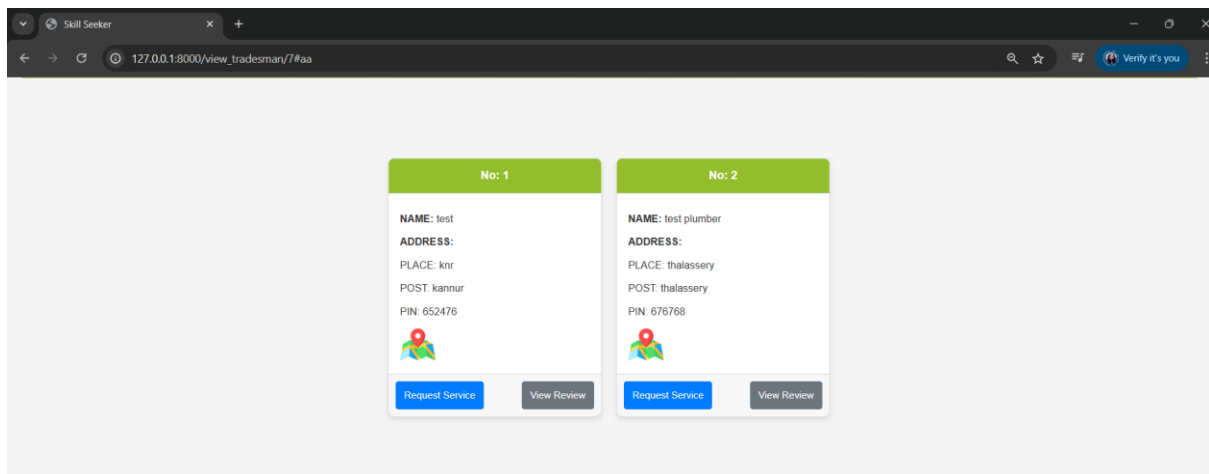 Skill Seeker
127.0.0.1:8000/view_tradesman/7#aa
Verify it's you
No: 1
NAME: test
ADDRESS:
PLACE: knr
POST: kannur
PIN: 652476
Request Service
View Review
No: 2
NAME: test plumber
ADDRESS:
PLACE: thalassery
POST: thalassery
PIN: 676768
Request Service
View Review